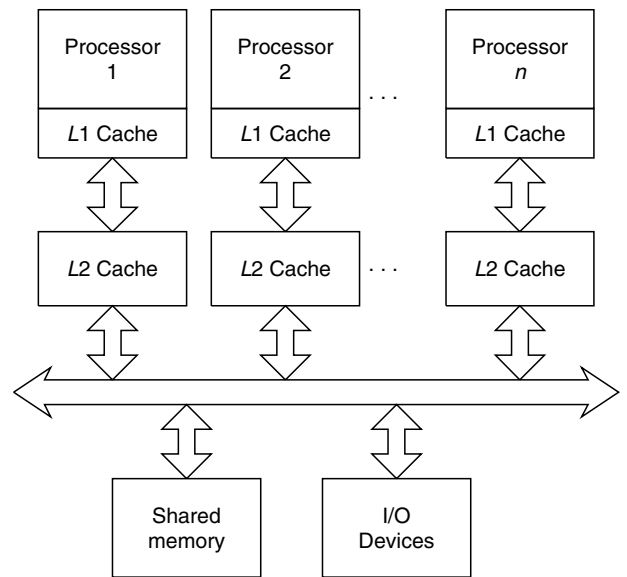 Processor
1
Processor
2
Processor
n
. . .
L1 Cache
L1 Cache
L1 Cache
L2 Cache
L2 Cache
. . .
L2 Cache
Shared
memory
I/O
Devices